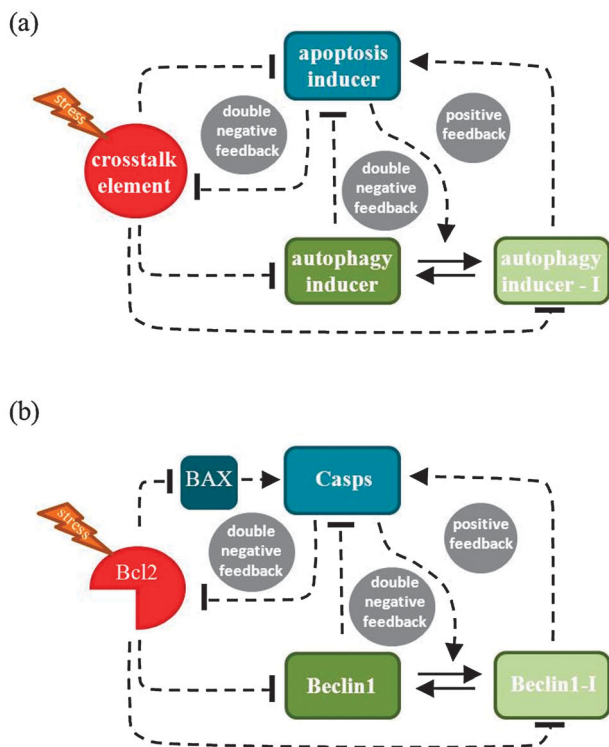 (a)
apoptosis
inducer
stress
double
negative
feedback
positive
feedback
crosstalk
element
double
negative
feedback
autophagy
inducer
autophagy
inducer - I
(b)
BAX
Casps
stress
double
negative
feedback
positive
feedback
Bcl2
double
negative
feedback
Beclin1
Beclin1-I